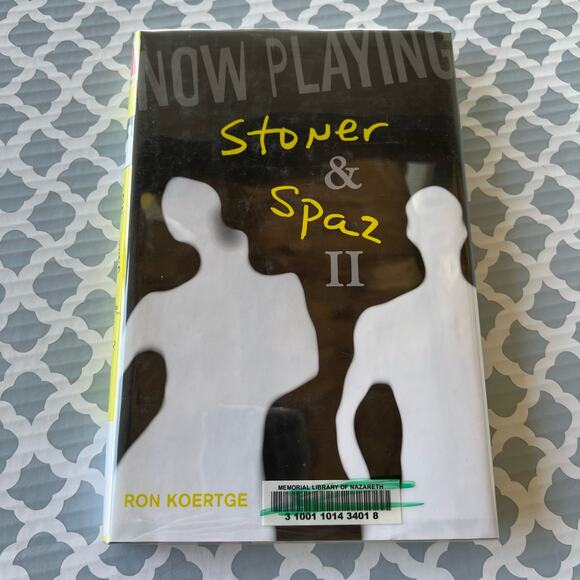 NOW PLAYING
Stoner
&
Spaz
II
RON KOERTGE
MEMORIAL LIBRARY OF NAZARETH
3 1001 1014 3401 8